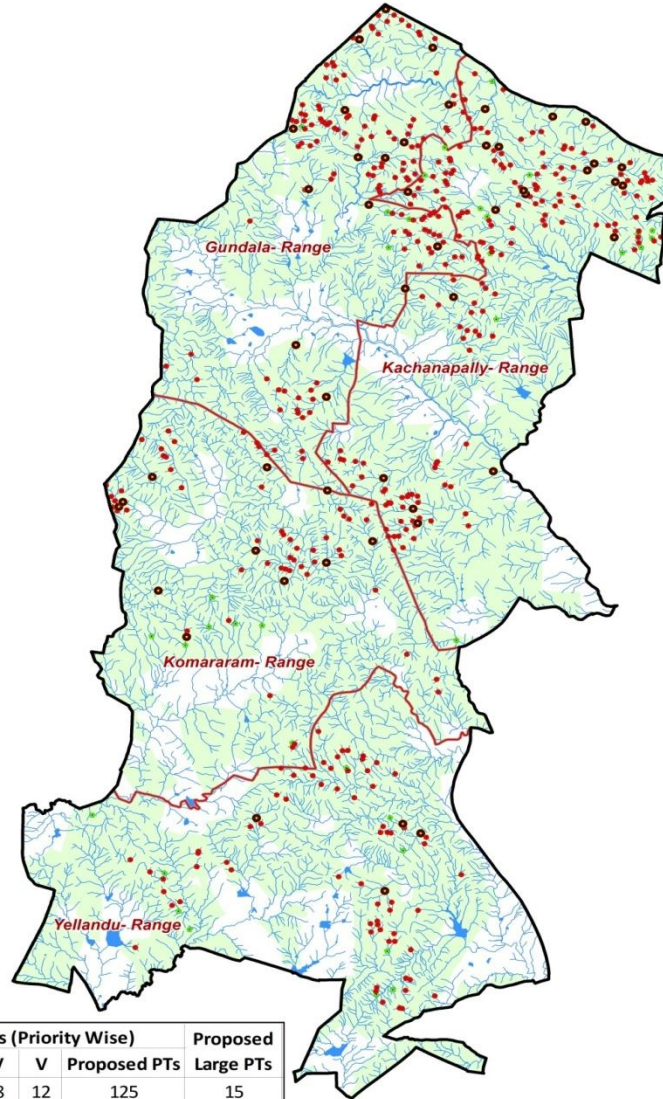 Gundala- Range
Kachanapally- Range
Komararam- Range
Yellandu- Range
(Priority Wise) Proposed
V Proposed PTs Large PTs
12 125 15